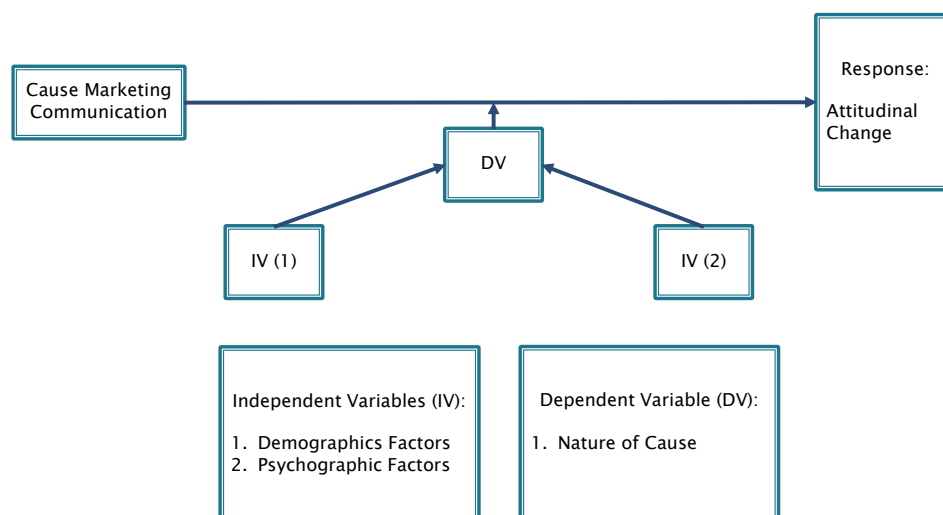 Cause Marketing
Communication
Response:
Attitudinal
Change
DV
IV (1)
IV (2)
Independent Variables (IV):
1. Demographics Factors
2. Psychographic Factors
Dependent Variable (DV):
1. Nature of Cause